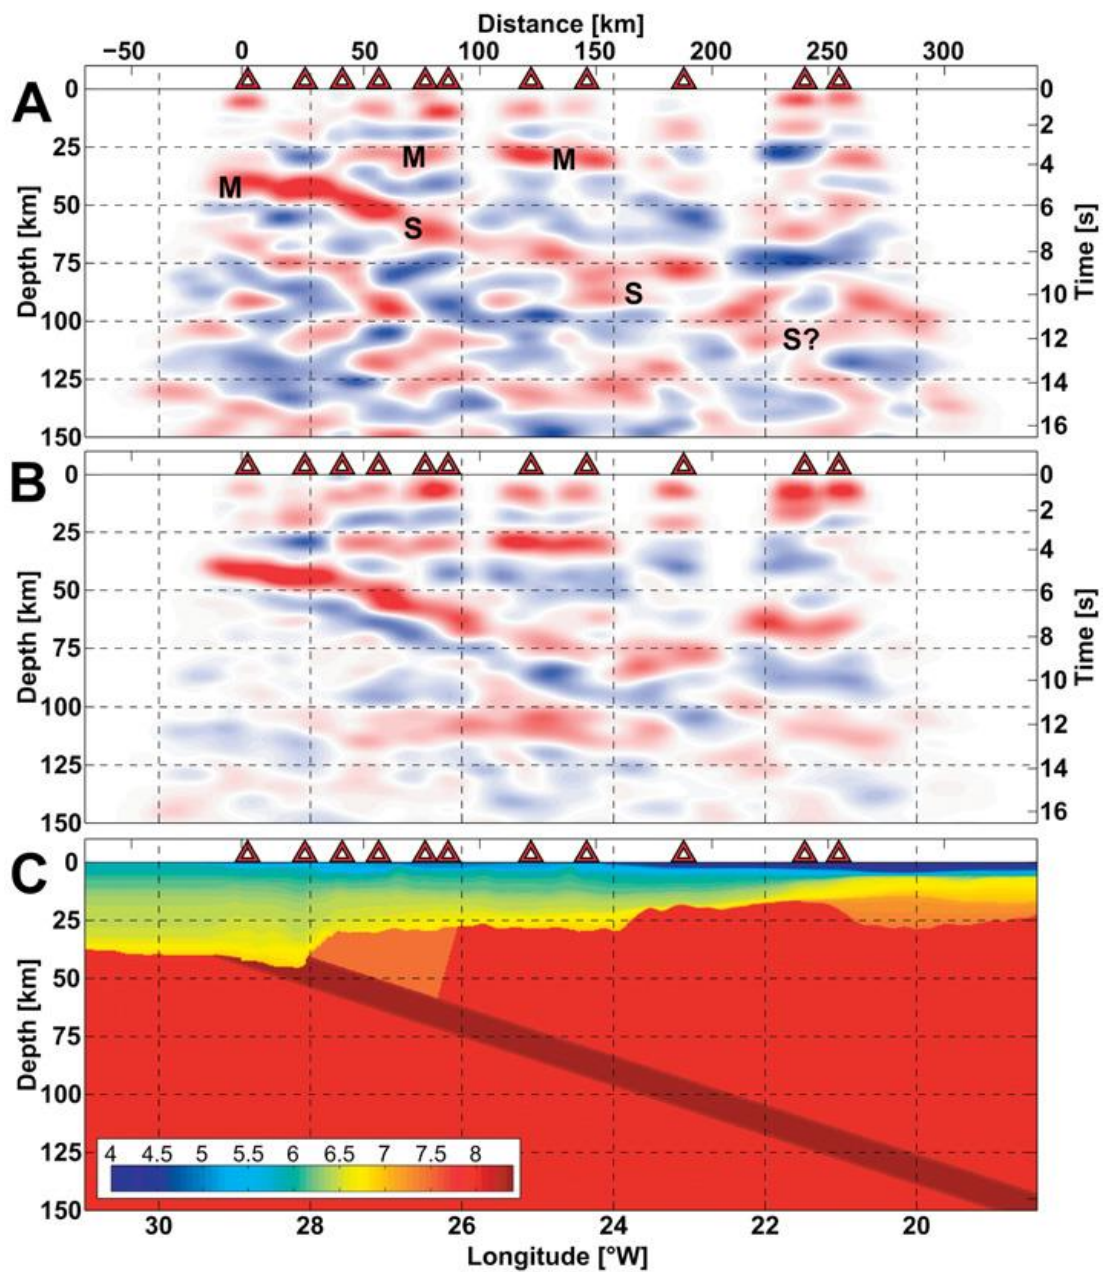 Distance [km]
−50 0 50 100 150 200 250 300
A
0 0
2
25 4
M M M
50 6
S
Depth [km] Time [s]
75 8
S
10
100
S? 12
125 14
150 16
B
0 0
2
25 4
50 6
Depth [km] Time [s]
75 8
10
100
12
125 14
150 16
C
0
25
50
Depth [km]
75
100
4 4.5 5 5.5 6 6.5 7 7.5 8
125
150
30 28 26 24 22 20
Longitude [°W]